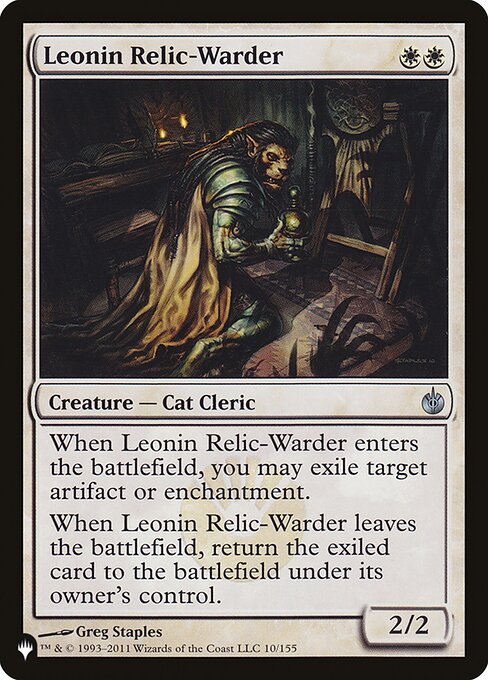 Leonin Relic-Warder
Creature — Cat Cleric
When Leonin Relic-Warder enters
the battlefield, you may exile target
artifact or enchantment.
When Leonin Relic-Warder leaves
the battlefield, return the exiled
card to the battlefield under its
owner's control.
Greg Staples
2/2
™ & © 1993–2011 Wizards of the Coast LLC 10/155